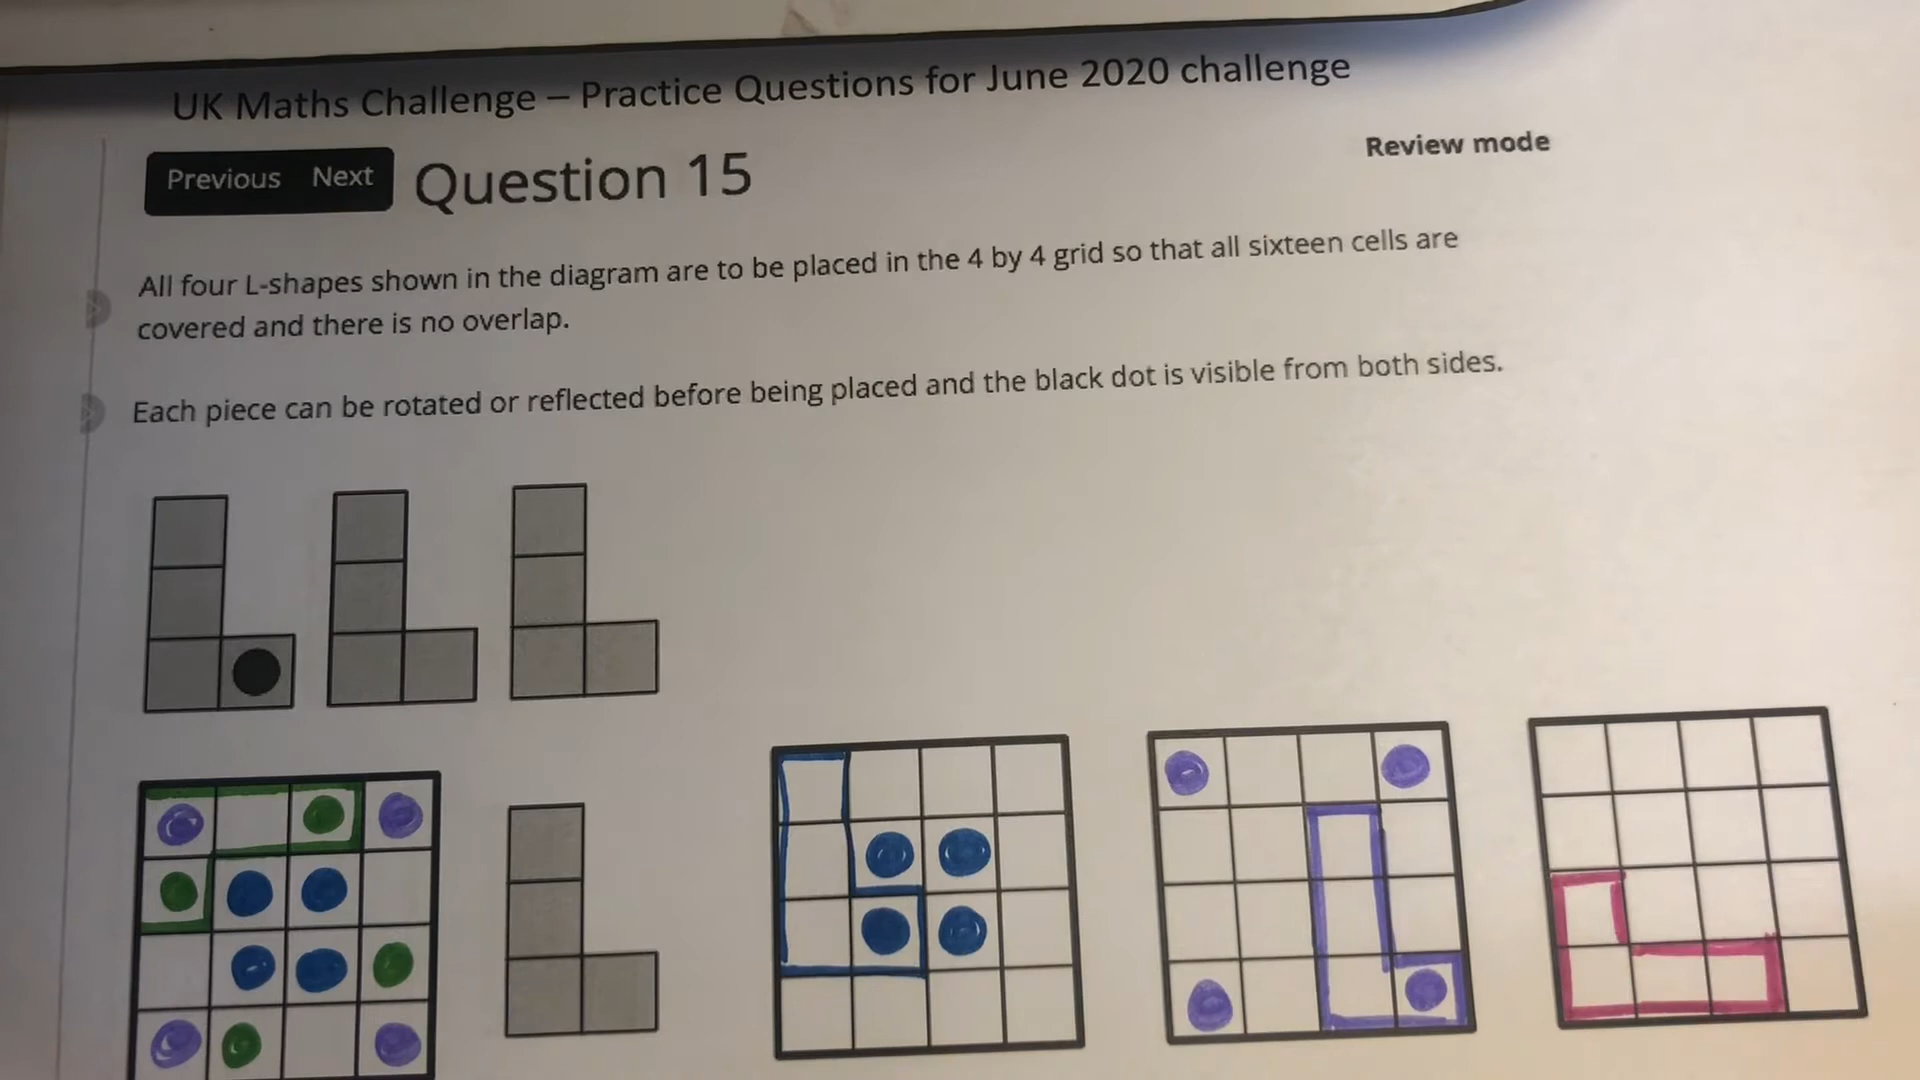 UK Maths Challenge – Practice Questions for June 2020 challenge
Review mode
Previous Next Question 15
All four L-shapes shown in the diagram are to be placed in the 4 by 4 grid so that all sixteen cells are
covered and there is no overlap.
Each piece can be rotated or reflected before being placed and the black dot is visible from both sides.